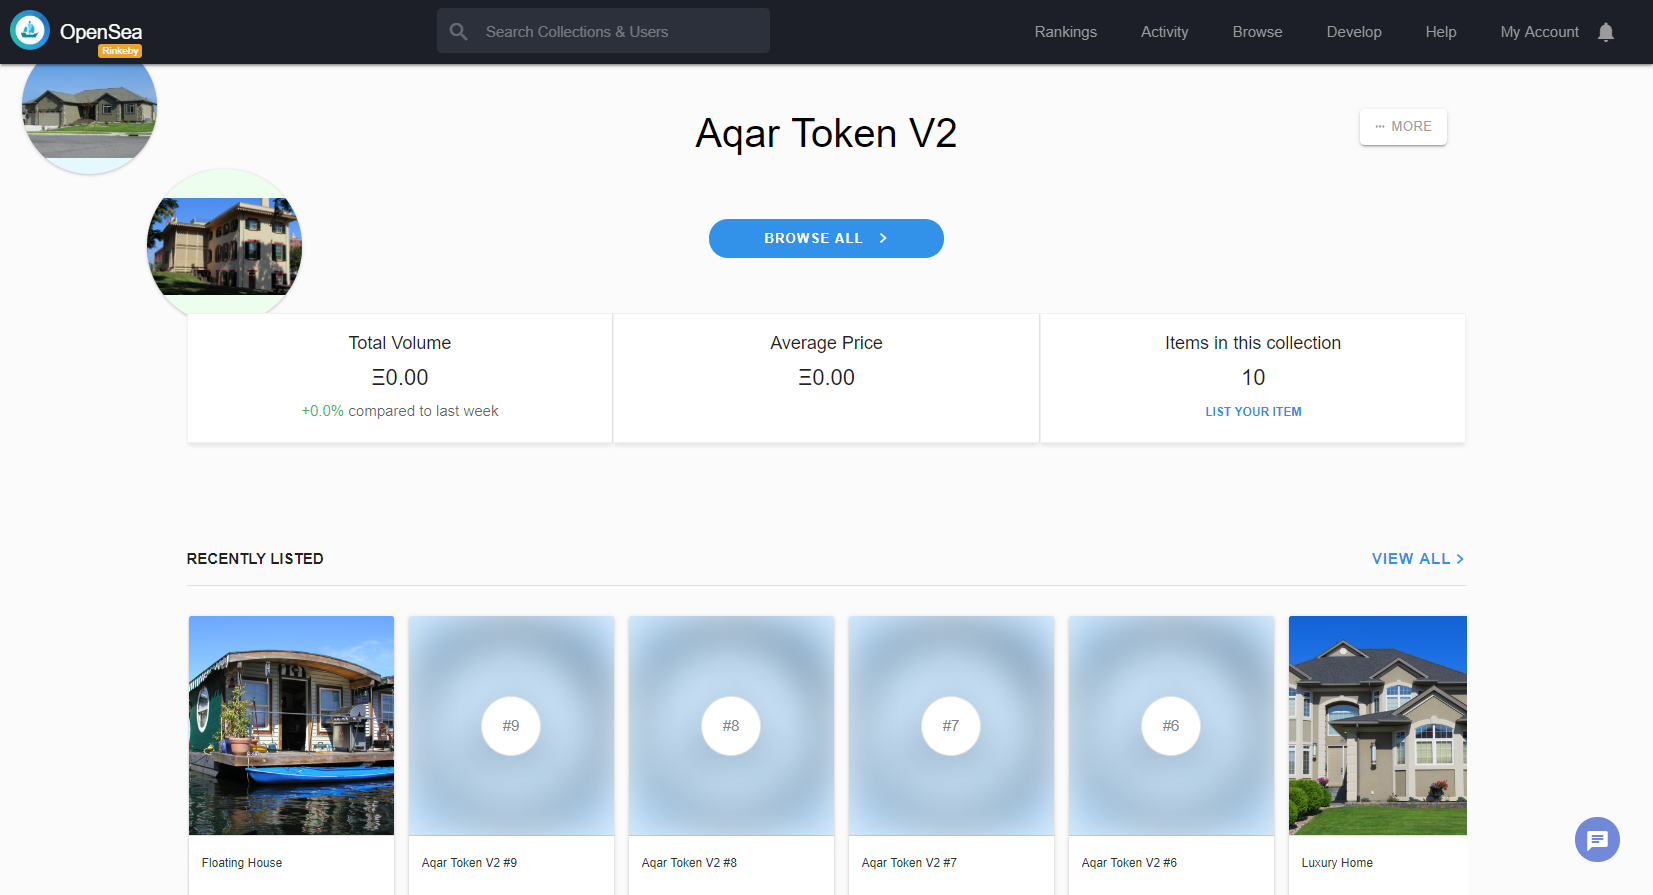 OpenSea
Rinkeby
Search Collections & Users
Rankings
Activity
Browse
Develop
Help
My Account
Aqar Token V2
··· MORE
BROWSE ALL >
Total Volume
Ξ0.00
+0.0% compared to last week
Average Price
Ξ0.00
Items in this collection
10
LIST YOUR ITEM
RECENTLY LISTED
VIEW ALL >
#9
#8
#7
#6
Floating House
Aqar Token V2 #9
Aqar Token V2 #8
Aqar Token V2 #7
Aqar Token V2 #6
Luxury Home